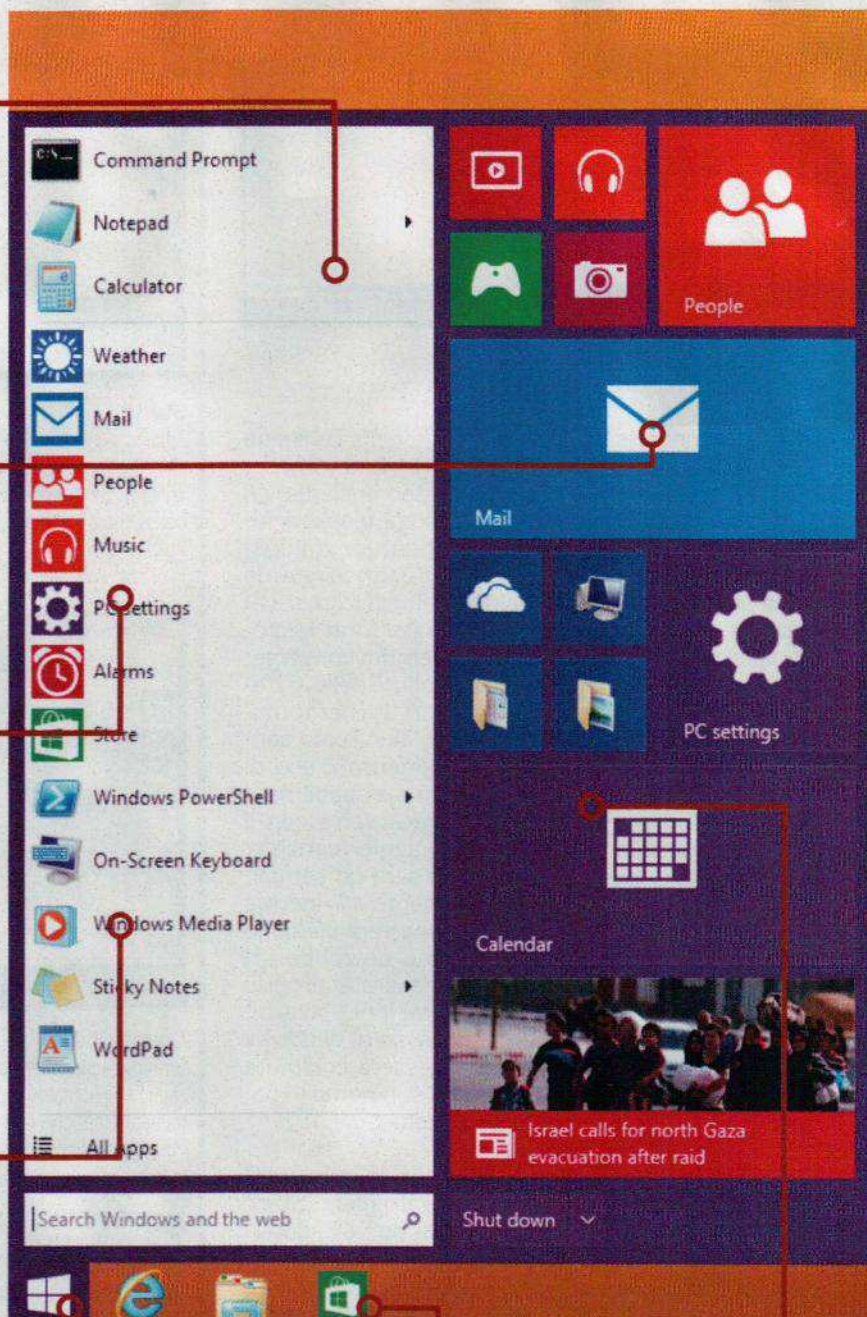 C:\
Command Prompt
Notepad
Calculator
Weather
Mail
People
Music
PC settings
Alarms
Store
Windows PowerShell
On-Screen Keyboard
Windows Media Player
Sticky Notes
WordPad
All Apps
Search Windows and the web
People
Mail
PC settings
Calendar
Israel calls for north Gaza
evacuation after raid
Shut down